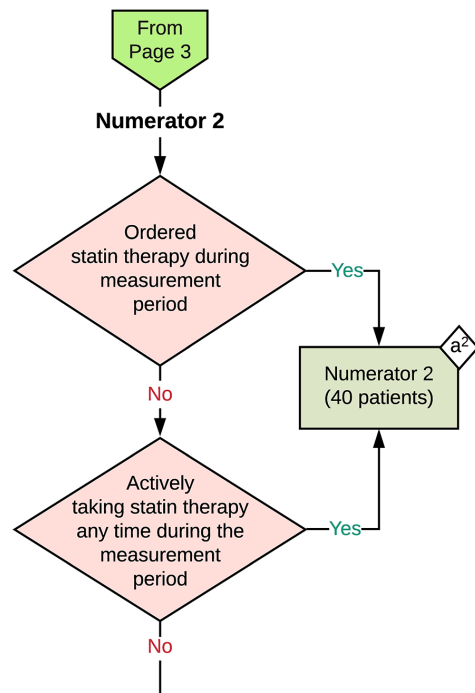 From
Page 3
Numerator 2
Ordered
statin therapy during
measurement
period
Yes
a²
Numerator 2
(40 patients)
No
Actively
taking statin therapy
any time during the
measurement
period
Yes
No